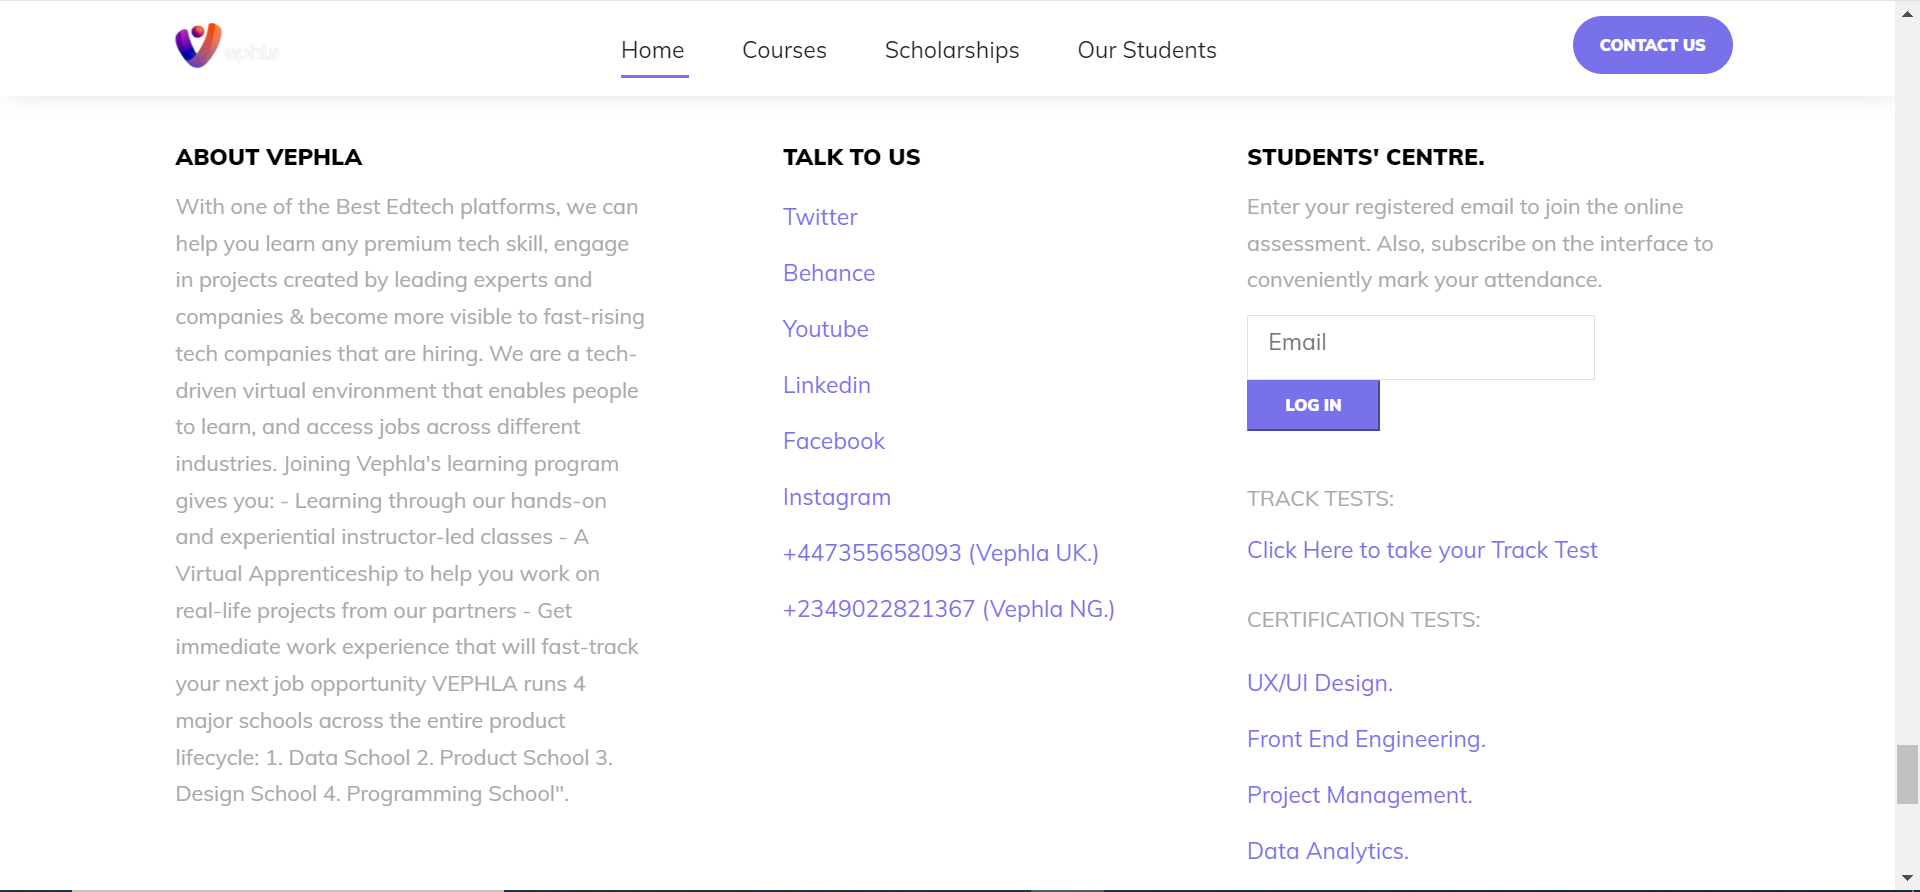 ephla
Home
Courses
Scholarships
Our Students
CONTACT US
ABOUT VEPHLA
With one of the Best Edtech platforms, we can
help you learn any premium tech skill, engage
in projects created by leading experts and
companies & become more visible to fast-rising
tech companies that are hiring. We are a tech-
driven virtual environment that enables people
to learn, and access jobs across different
industries. Joining Vephla's learning program
gives you: - Learning through our hands-on
and experiential instructor-led classes - A
Virtual Apprenticeship to help you work on
real-life projects from our partners - Get
immediate work experience that will fast-track
your next job opportunity VEPHLA runs 4
major schools across the entire product
lifecycle: 1. Data School 2. Product School 3.
Design School 4. Programming School".
TALK TO US
Twitter
Behance
Youtube
Linkedin
Facebook
Instagram
+447355658093 (Vephla UK.)
+2349022821367 (Vephla NG.)
STUDENTS' CENTRE.
Enter your registered email to join the online
assessment. Also, subscribe on the interface to
conveniently mark your attendance.
Email
LOG IN
TRACK TESTS:
Click Here to take your Track Test
CERTIFICATION TESTS:
UX/UI Design.
Front End Engineering.
Project Management.
Data Analytics.